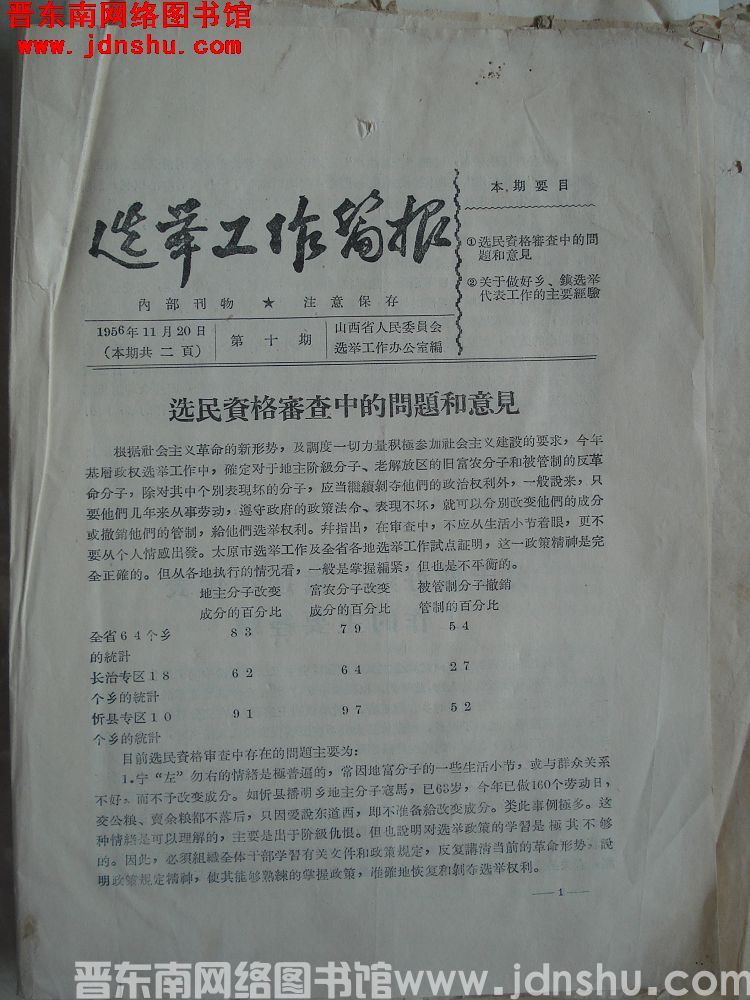 晋东南网络图书馆
www.jdnshu.com
选举工作简报
內部刊物 ★ 注意保存
1956年11月20日
(本期共二頁)
第十期
山西省人民委員会
选举工作办公室編
本期要目
①选民資格審查中的問
題和意見
②关于做好乡、鎭选举
代表工作的主要經驗
选民資格審查中的問題和意見
根据社会主义革命的新形势，及調度一切力量积極参加社会主义建設的要求，今年
基層政权选举工作中，確定对于地主阶級分子、老解放区的旧富农分子和被管制的反革
命分子，除对其中个别表現坏的分子，应当繼續剝夺他們的政治权利外，一般說来，只
要他們几年来从事劳动，遵守政府的政策法令、表現不坏，就可以分别改变他們的成分
或撤銷他們的管制，給他們选举权利。幷指出，在審查中，不应从生活小节着眼，更不
要从个人情感出發。太原市选举工作及全省各地选举工作試点証明，这一政策精神是完
全正確的。但从各地执行的情况看，一般是掌握編緊，但也是不平衡的。
地主分子改变 富农分子改变 被管制分子撤銷
成分的百分比 成分的百分比 管制的百分比
全省64个乡 83 79 54
的統計
长治专区18 62 64 27
个乡的統計
忻县专区10 91 97 52
个乡的統計
目前选民資格审查中存在的問題主要为：
1.宁“左”勿右的情緒是極普遍的，常因地富分子的一些生活小节，或与群众关系
不好，而不予改变成分。如忻县播明乡地主分子寇馬，已63岁，今年已做160个劳动日，
交公粮、賣余粮都不落后，只因爱說东道西，即不准备給改变成分。类此事例極多。这
种情緒是可以理解的，主要是出于阶級仇恨。但也說明对选举政策的学習是極其不够
的。因此，必須組織全体干部学習有关文件和政策規定，反复講清当前的革命形势，說
明政策規定精神，使其能够熟練的掌握政策，准確地恢复和剝夺选举权利。
—1—
晋东南网络图书馆www.jdnshu.com